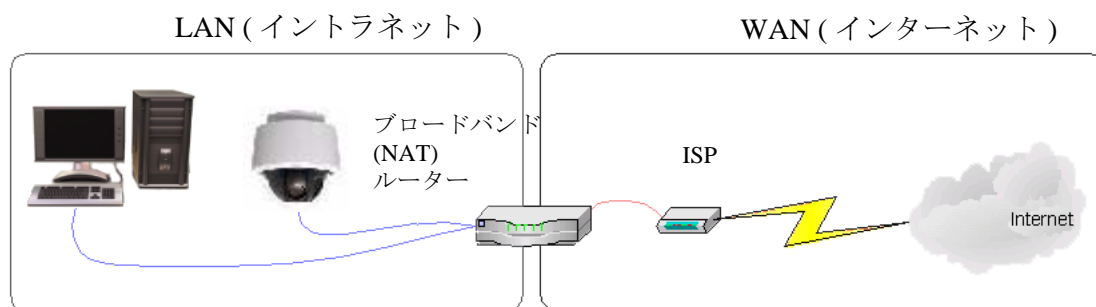 LAN ( イントラネット )
WAN ( インターネット )
ブロードバンド
(NAT)
ルーター
ISP
Internet